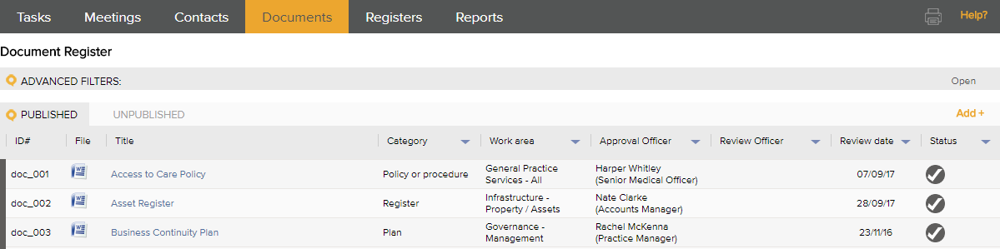 Tasks Meetings Contacts Documents Registers Reports Help?
Document Register
ADVANCED FILTERS: Open
PUBLISHED UNPUBLISHED Add +
ID# File Title Category Work area Approval Officer Review Officer Review date Status
doc_001 Access to Care Policy Policy or procedure General Practice Harper Whitley 07/09/17
Services - All (Senior Medical Officer)
doc_002 Asset Register Register Infrastructure - Nate Clarke 28/09/17
Property / Assets (Accounts Manager)
doc_003 Business Continuity Plan Plan Governance - Rachel McKenna 23/11/16
Management (Practice Manager)